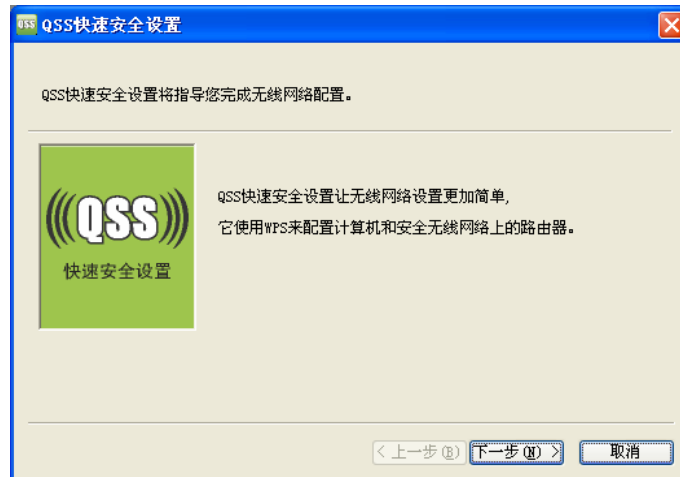 QSS QSS快速安全设置
QSS快速安全设置将指导您完成无线网络配置。
QSS快速安全设置让无线网络设置更加简单,
它使用WPS来配置计算机和安全无线网络上的路由器。
(((QSS)))
快速安全设置
< 上一步(B) 下一步(N) > 取消